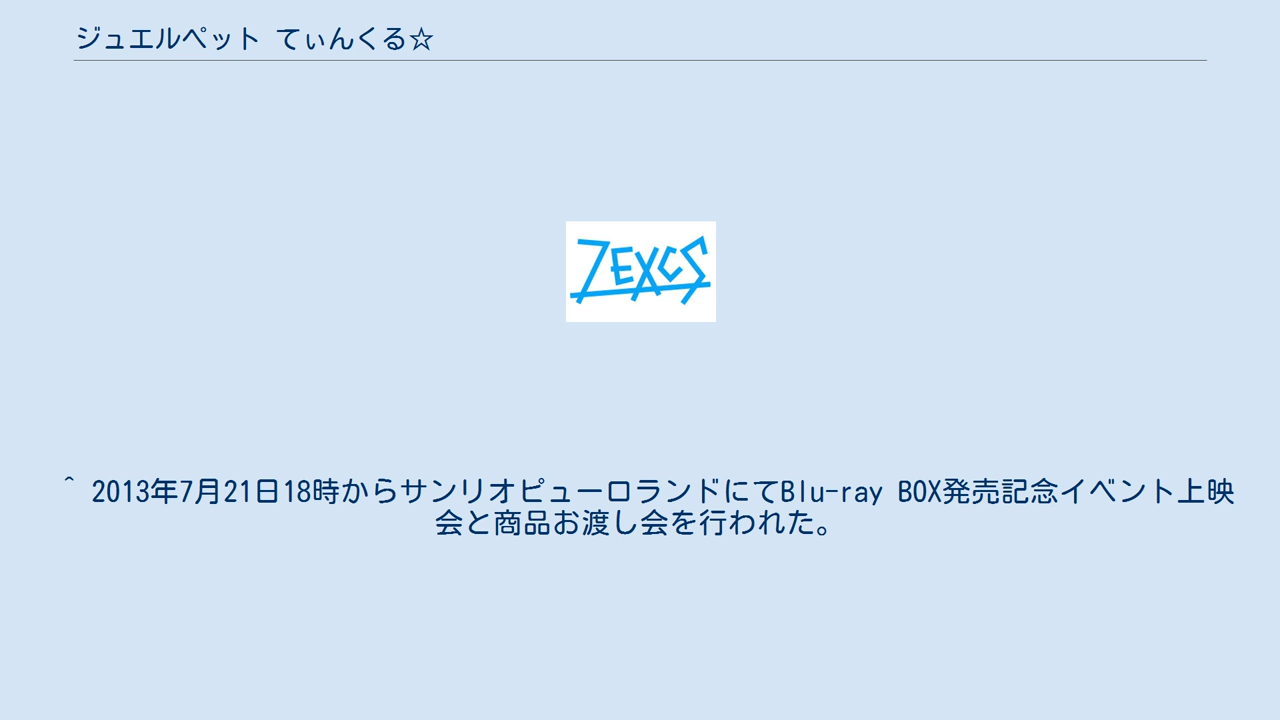 ジュエルペット てぃんくる☆
ZEXCS
^ 2013年7月21日18時からサンリオピューロランドにてBlu-ray BOX発売記念イベント上映
会と商品お渡し会を行われた。